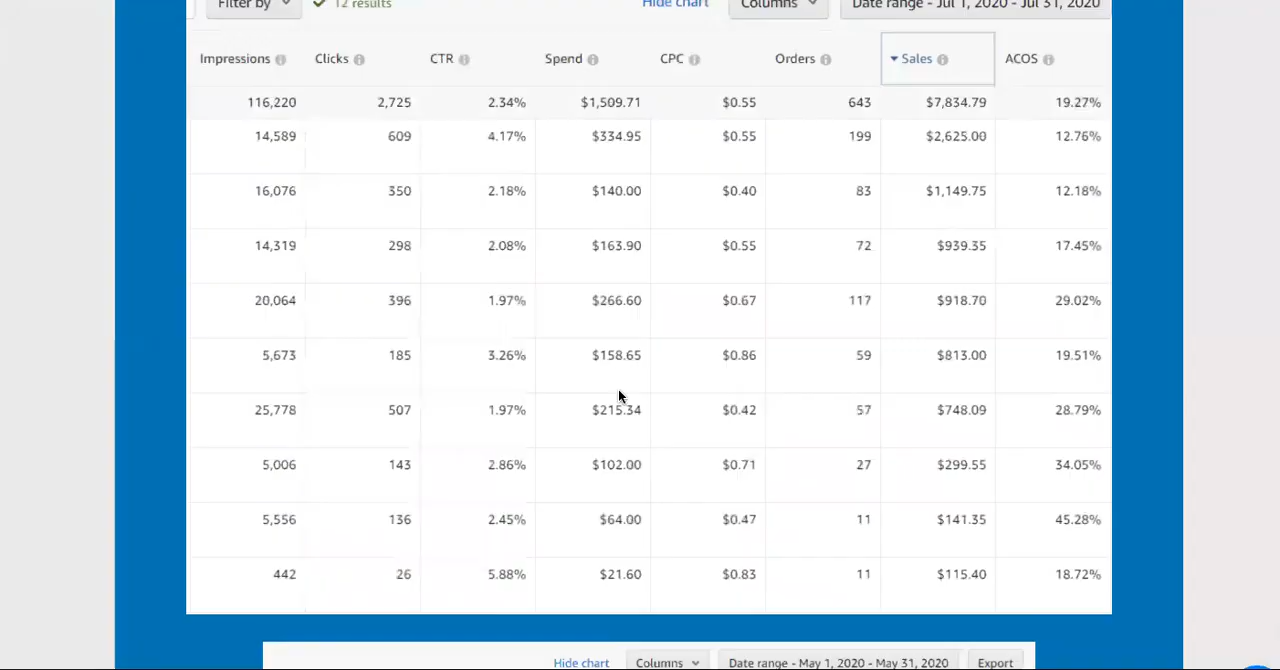 Filter by 12 results Hide chart Columns Date range - Jul 1, 2020 - Jul 31, 2020
Impressions Clicks CTR Spend CPC Orders Sales ACOS
116,220 2,725 2.34% $1,509.71 $0.55 643 $7,834.79 19.27%
14,589 609 4.17% $334.95 $0.55 199 $2,625.00 12.76%
16,076 350 2.18% $140.00 $0.40 83 $1,149.75 12.18%
14,319 298 2.08% $163.90 $0.55 72 $939.35 17.45%
20,064 396 1.97% $266.60 $0.67 117 $918.70 29.02%
5,673 185 3.26% $158.65 $0.86 59 $813.00 19.51%
25,778 507 1.97% $215.34 $0.42 57 $748.09 28.79%
5,006 143 2.86% $102.00 $0.71 27 $299.55 34.05%
5,556 136 2.45% $64.00 $0.47 11 $141.35 45.28%
442 26 5.88% $21.60 $0.83 11 $115.40 18.72%
Hide chart Columns Date range - May 1, 2020 - May 31, 2020 Export